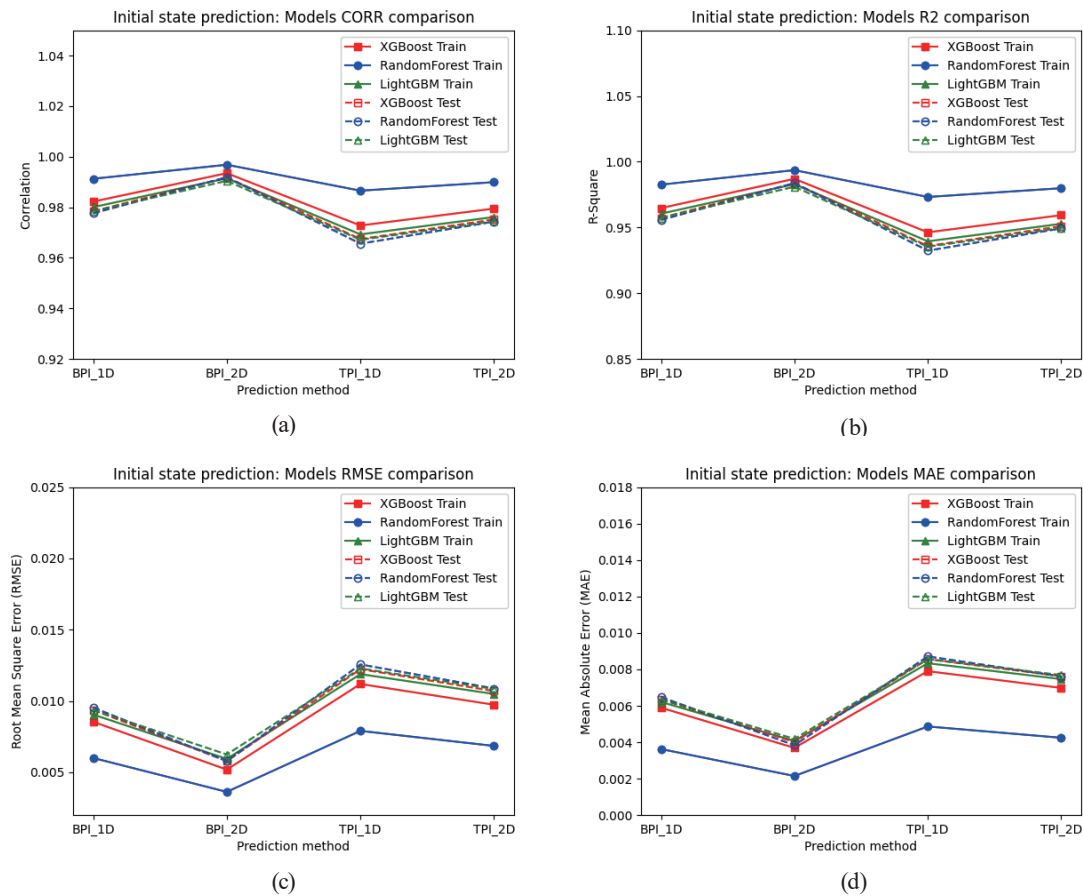 Initial state prediction: Models CORR comparison
XGBoost Train
RandomForest Train
LightGBM Train
XGBoost Test
RandomForest Test
LightGBM Test
1.04
1.02
1.00
0.98
0.96
0.94
0.92
Correlation
BPI_1D BPI_2D TPI_1D TPI_2D
Prediction method
(a)
Initial state prediction: Models R2 comparison
XGBoost Train
RandomForest Train
LightGBM Train
XGBoost Test
RandomForest Test
LightGBM Test
1.10
1.05
1.00
0.95
0.90
0.85
R-Square
BPI_1D BPI_2D TPI_1D TPI_2D
Prediction method
(b)
Initial state prediction: Models RMSE comparison
XGBoost Train
RandomForest Train
LightGBM Train
XGBoost Test
RandomForest Test
LightGBM Test
0.025
0.020
0.015
0.010
0.005
Root Mean Square Error (RMSE)
BPI_1D BPI_2D TPI_1D TPI_2D
Prediction method
(c)
Initial state prediction: Models MAE comparison
XGBoost Train
RandomForest Train
LightGBM Train
XGBoost Test
RandomForest Test
LightGBM Test
0.018
0.016
0.014
0.012
0.010
0.008
0.006
0.004
0.002
0.000
Mean Absolute Error (MAE)
BPI_1D BPI_2D TPI_1D TPI_2D
Prediction method
(d)